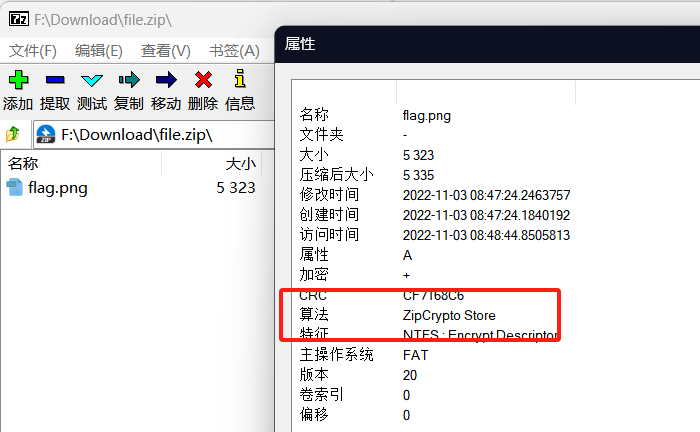 F:\Download\file.zip\
文件(F) 编辑(E) 查看(V) 书签(A)
添加 提取 测试 复制 移动 删除 信息
F:\Download\file.zip\
名称 大小
flag.png 5 323
属性
名称 flag.png
文件夹 -
大小 5 323
压缩后大小 5 335
修改时间 2022-11-03 08:47:24.2463757
创建时间 2022-11-03 08:47:24.1840192
访问时间 2022-11-03 08:48:44.8505813
属性 A
加密 +
CRC CF7168C6
算法 ZipCrypto Store
特征 NTFS : Encrypt Descriptor
主操作系统 FAT
版本 20
卷索引 0
偏移 0